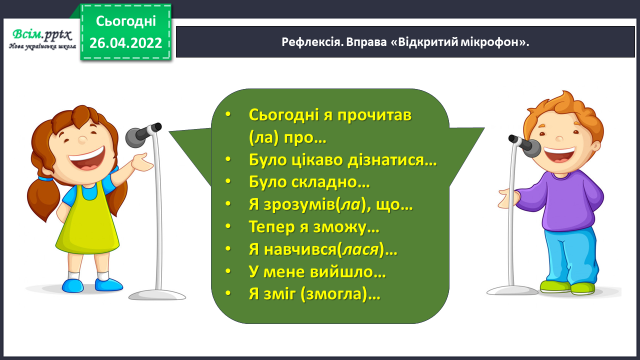 Всім.pptx
Нова українська школа
Сьогодні
26.04.2022
Рефлексія. Вправа «Відкритий мікрофон».
• Сьогодні я прочитав
(ла) про…
• Було цікаво дізнатися…
• Було складно…
• Я зрозумів(ла), що…
• Тепер я зможу…
• Я навчився(лася)…
• У мене вийшло…
• Я зміг (змогла)…